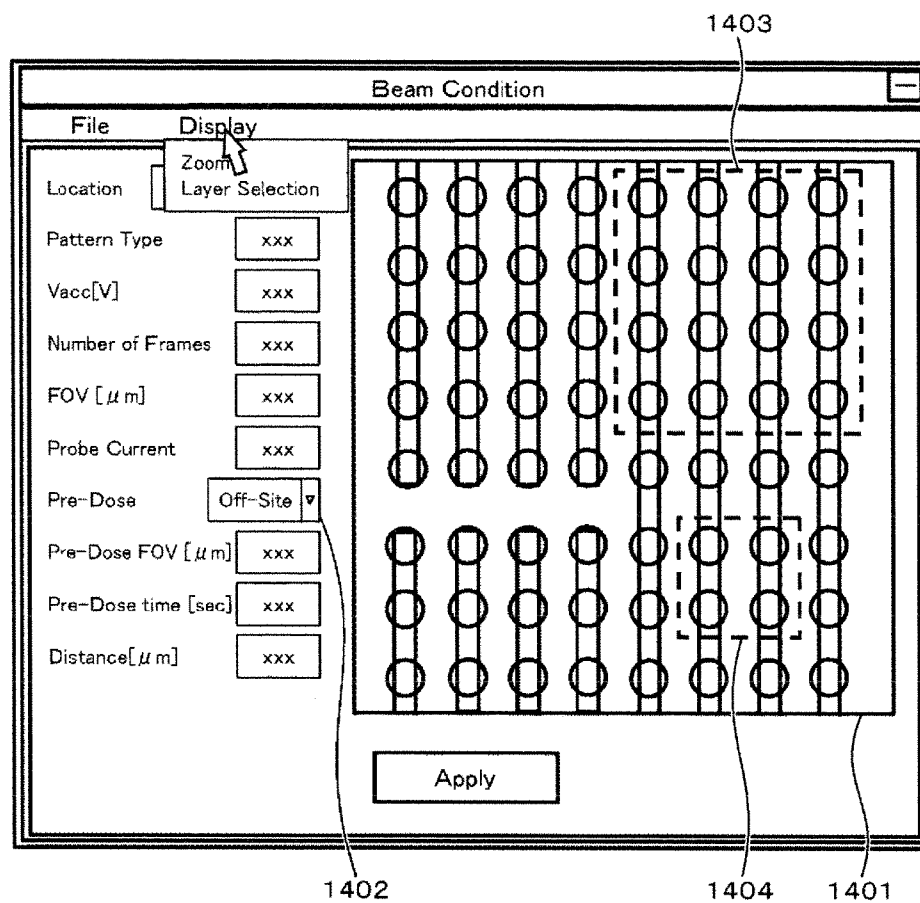 1403
Beam Condition
File Display
Zoom
Layer Selection
Location
Pattern Type xxx
Vacc[V] xxx
Number of Frames xxx
FOV [μm] xxx
Probe Current xxx
Pre-Dose Off-Site
Pre-Dose FOV [μm] xxx
Pre-Dose time [sec] xxx
Distance[μm] xxx
Apply
1402 1404 1401